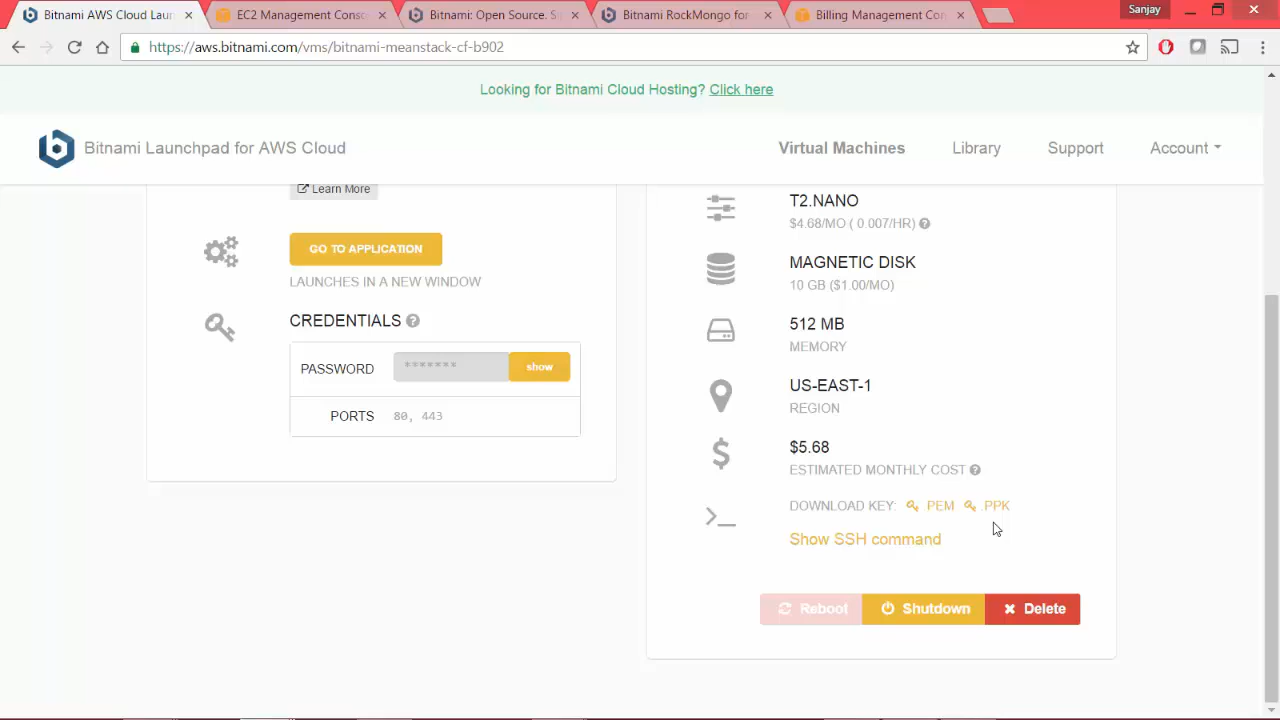 Bitnami AWS Cloud Laun
EC2 Management Conso
Bitnami: Open Source. Si
Bitnami RockMongo for
Billing Management Con
Sanjay
https://aws.bitnami.com/vms/bitnami-meanstack-cf-b902
Looking for Bitnami Cloud Hosting? Click here
Bitnami Launchpad for AWS Cloud
Virtual Machines
Library
Support
Account
Learn More
GO TO APPLICATION
LAUNCHES IN A NEW WINDOW
CREDENTIALS
PASSWORD ******* show
PORTS 80, 443
T2.NANO
$4.68/MO ( 0.007/HR)
MAGNETIC DISK
10 GB ($1.00/MO)
512 MB
MEMORY
US-EAST-1
REGION
$5.68
ESTIMATED MONTHLY COST
DOWNLOAD KEY: .PEM .PPK
Show SSH command
Reboot
Shutdown
Delete